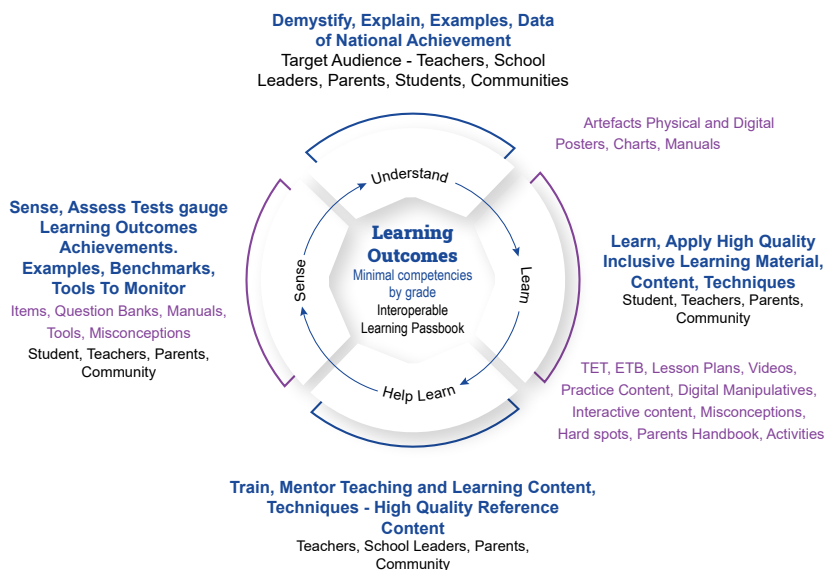 Demystify, Explain, Examples, Data
of National Achievement
Target Audience - Teachers, School
Leaders, Parents, Students, Communities
Artefacts Physical and Digital
Posters, Charts, Manuals
Understand
Learn
Help Learn
Sense
Learning
Outcomes
Minimal competencies
by grade
Interoperable
Learning Passbook
Sense, Assess Tests gauge
Learning Outcomes
Achievements.
Examples, Benchmarks,
Tools To Monitor
Items, Question Banks, Manuals,
Tools, Misconceptions
Student, Teachers, Parents,
Community
Learn, Apply High Quality
Inclusive Learning Material,
Content, Techniques
Student, Teachers, Parents,
Community
TET, ETB, Lesson Plans, Videos,
Practice Content, Digital Manipulatives,
Interactive content, Misconceptions,
Hard spots, Parents Handbook, Activities
Train, Mentor Teaching and Learning Content,
Techniques - High Quality Reference
Content
Teachers, School Leaders, Parents,
Community